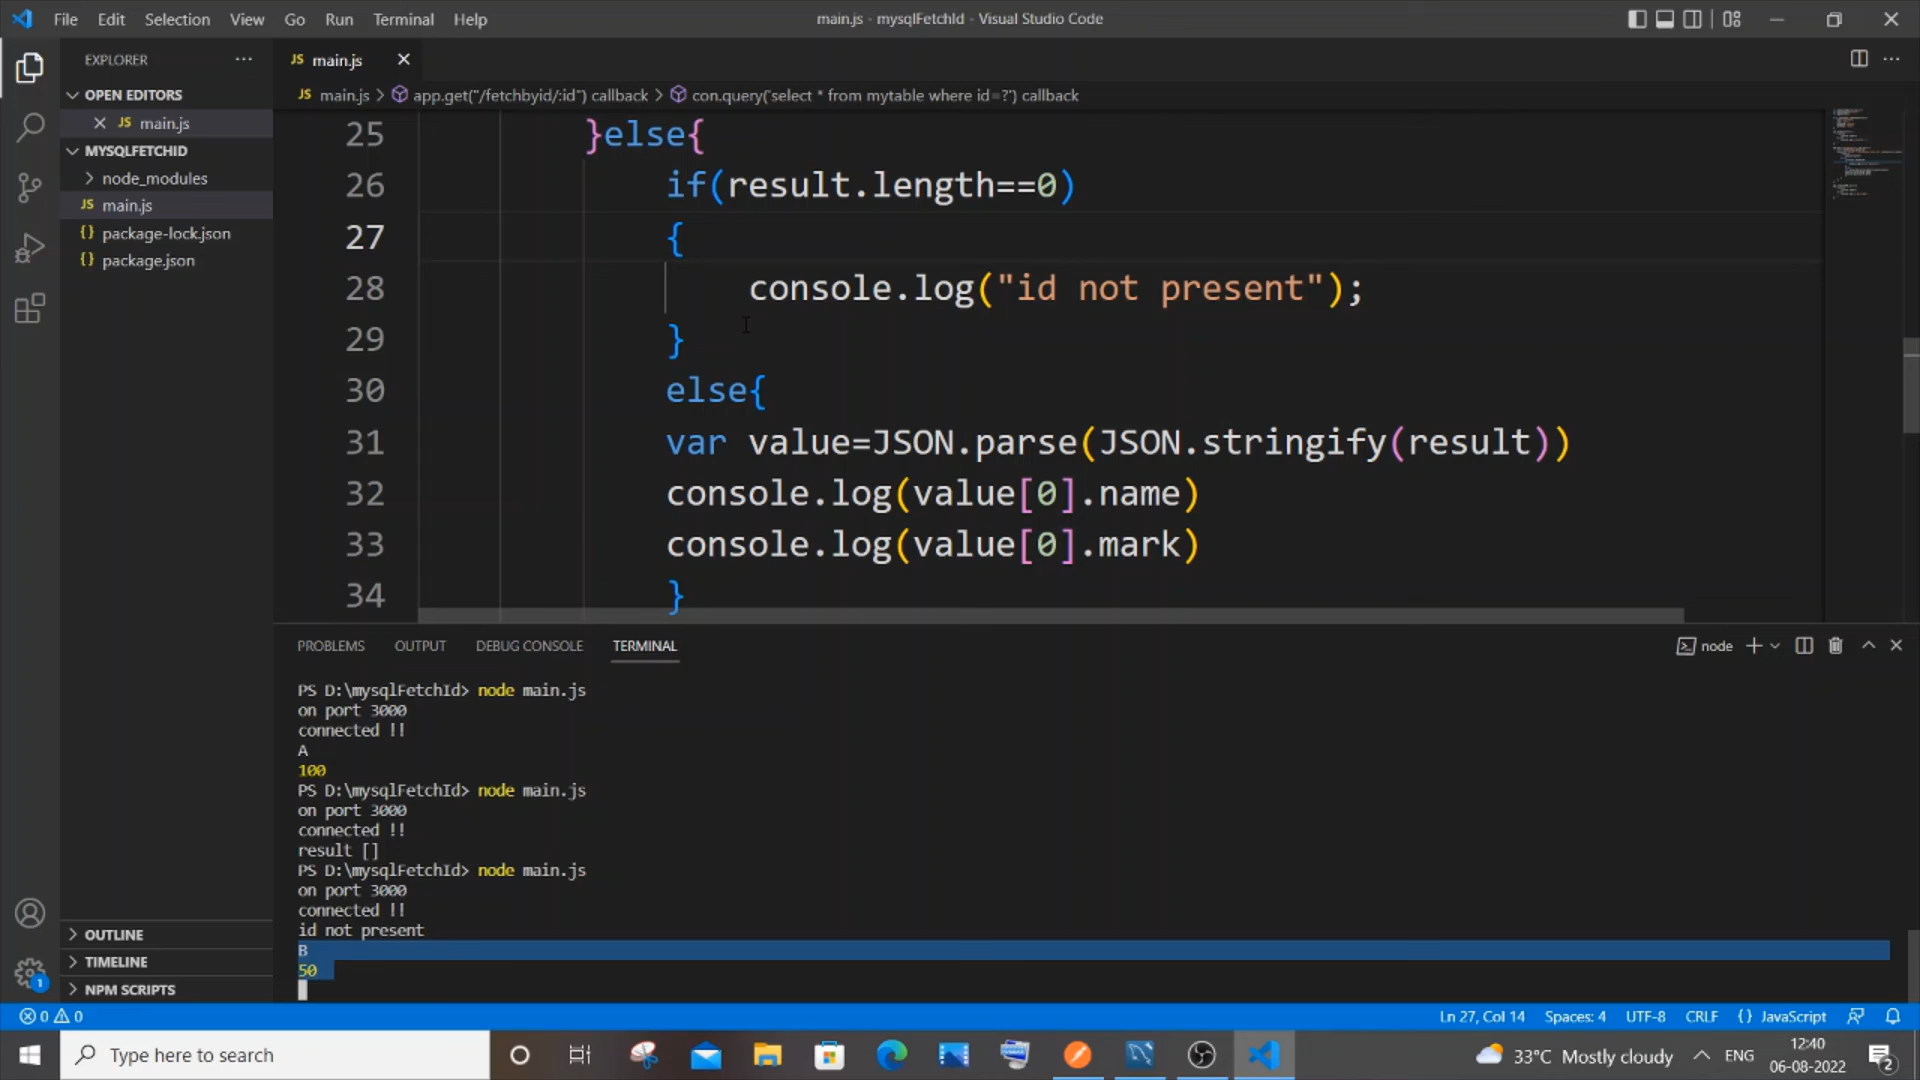 File Edit Selection View Go Run Terminal Help
main.js - mysqlFetchId - Visual Studio Code
EXPLORER
OPEN EDITORS
JS main.js
MYSQLFETCHID
node_modules
JS main.js
{} package-lock.json
{} package.json
OUTLINE
TIMELINE
NPM SCRIPTS
JS main.js
JS main.js > app.get("/fetchbyid/:id") callback > con.query('select * from mytable where id=?') callback
25 }else{
26 if(result.length==0)
27 {
28 console.log("id not present");
29 }
30 else{
31 var value=JSON.parse(JSON.stringify(result))
32 console.log(value[0].name)
33 console.log(value[0].mark)
34 }
PROBLEMS OUTPUT DEBUG CONSOLE TERMINAL
node
PS D:\mysqlFetchId> node main.js
on port 3000
connected !!
A
100
PS D:\mysqlFetchId> node main.js
on port 3000
connected !!
result []
PS D:\mysqlFetchId> node main.js
on port 3000
connected !!
id not present
B
50
1
0 0
Ln 27, Col 14 Spaces: 4 UTF-8 CRLF {} JavaScript
Type here to search
33°C Mostly cloudy
ENG
12:40
06-08-2022
2